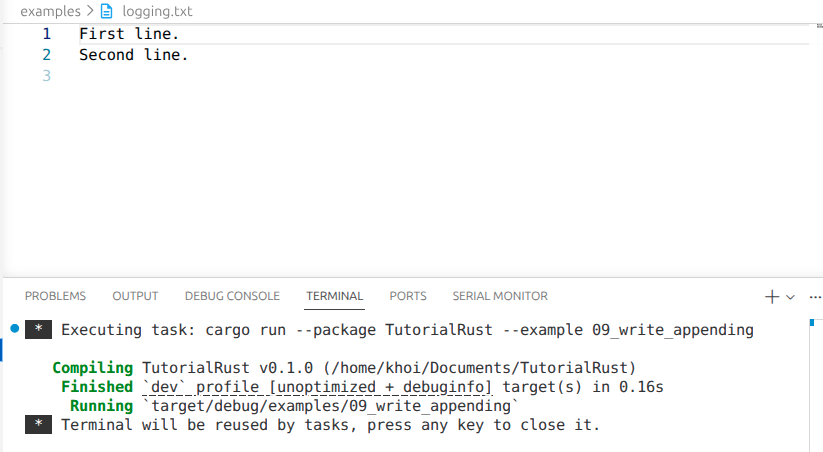 examples > logging.txt
1 First line.
2 Second line.
3
PROBLEMS OUTPUT DEBUG CONSOLE TERMINAL PORTS SERIAL MONITOR
* Executing task: cargo run --package TutorialRust --example 09_write_appending
Compiling TutorialRust v0.1.0 (/home/khoi/Documents/TutorialRust)
Finished `dev` profile [unoptimized + debuginfo] target(s) in 0.16s
Running `target/debug/examples/09_write_appending`
* Terminal will be reused by tasks, press any key to close it.